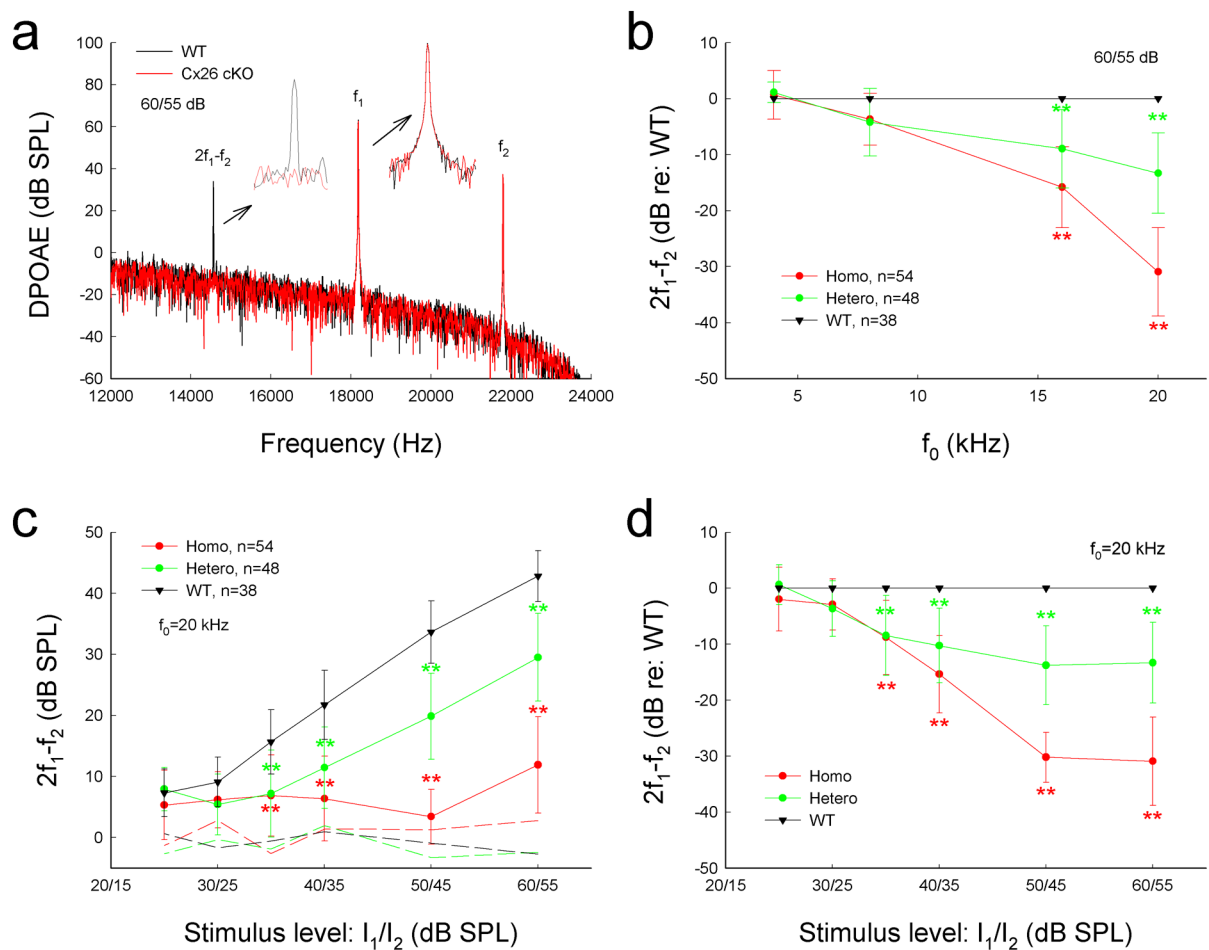 a
WT
Cx26 cKO
60/55 dB
2f₁-f₂
f₁
f₂
DPOAE (dB SPL)
100
80
60
40
20
0
-20
-40
-60
12000 14000 16000 18000 20000 22000 24000
Frequency (Hz)
b
60/55 dB
**
**
**
**
Homo, n=54
Hetero, n=48
WT, n=38
2f₁-f₂ (dB re: WT)
10
0
-10
-20
-30
-40
-50
5 10 15 20
f₀ (kHz)
c
Homo, n=54
Hetero, n=48
WT, n=38
f₀=20 kHz
**
**
**
**
**
**
**
**
2f₁-f₂ (dB SPL)
50
40
30
20
10
0
20/15 30/25 40/35 50/45 60/55
Stimulus level: I₁/I₂ (dB SPL)
d
f₀=20 kHz
**
**
**
**
**
**
**
**
Homo
Hetero
WT
2f₁-f₂ (dB re: WT)
10
0
-10
-20
-30
-40
-50
20/15 30/25 40/35 50/45 60/55
Stimulus level: I₁/I₂ (dB SPL)